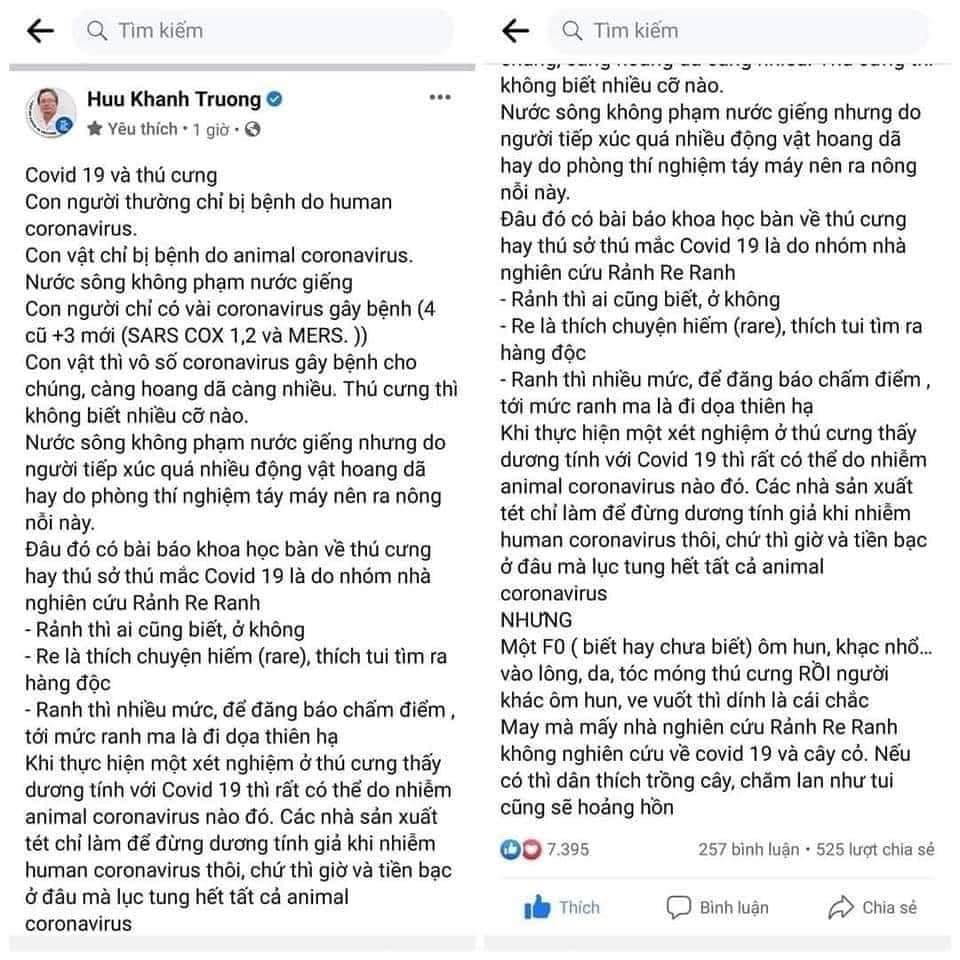 Tìm kiếm
Huu Khanh Truong
Yêu thích • 1 giờ •
Covid 19 và thú cưng
Con người thường chỉ bị bệnh do human
coronavirus.
Con vật chỉ bị bệnh do animal coronavirus.
Nước sông không phạm nước giếng
Con người chỉ có vài coronavirus gây bệnh (4
cũ +3 mới (SARS COX 1,2 và MERS. ))
Con vật thì vô số coronavirus gây bệnh cho
chúng, càng hoang dã càng nhiều. Thú cưng thì
không biết nhiều cỡ nào.
Nước sông không phạm nước giếng nhưng do
người tiếp xúc quá nhiều động vật hoang dã
hay do phòng thí nghiệm táy máy nên ra nông
nỗi này.
Đâu đó có bài báo khoa học bàn về thú cưng
hay thú sở thú mắc Covid 19 là do nhóm nhà
nghiên cứu Rảnh Re Ranh
- Rảnh thì ai cũng biết, ở không
- Re là thích chuyện hiếm (rare), thích tui tìm ra
hàng độc
- Ranh thì nhiều mức, để đăng báo chấm điểm ,
tới mức ranh ma là đi dọa thiên hạ
Khi thực hiện một xét nghiệm ở thú cưng thấy
dương tính với Covid 19 thì rất có thể do nhiễm
animal coronavirus nào đó. Các nhà sản xuất
tét chỉ làm để đừng dương tính giả khi nhiễm
human coronavirus thôi, chứ thì giờ và tiền bạc
ở đâu mà lục tung hết tất cả animal
coronavirus
Tìm kiếm
chúng, càng hoang dã càng nhiều. Thú cưng thì
không biết nhiều cỡ nào.
Nước sông không phạm nước giếng nhưng do
người tiếp xúc quá nhiều động vật hoang dã
hay do phòng thí nghiệm táy máy nên ra nông
nỗi này.
Đâu đó có bài báo khoa học bàn về thú cưng
hay thú sở thú mắc Covid 19 là do nhóm nhà
nghiên cứu Rảnh Re Ranh
- Rảnh thì ai cũng biết, ở không
- Re là thích chuyện hiếm (rare), thích tui tìm ra
hàng độc
- Ranh thì nhiều mức, để đăng báo chấm điểm ,
tới mức ranh ma là đi dọa thiên hạ
Khi thực hiện một xét nghiệm ở thú cưng thấy
dương tính với Covid 19 thì rất có thể do nhiễm
animal coronavirus nào đó. Các nhà sản xuất
tét chỉ làm để đừng dương tính giả khi nhiễm
human coronavirus thôi, chứ thì giờ và tiền bạc
ở đâu mà lục tung hết tất cả animal
coronavirus
NHƯNG
Một F0 ( biết hay chưa biết) ôm hun, khạc nhổ...
vào lông, da, tóc móng thú cưng RỒI người
khác ôm hun, ve vuốt thì dính là cái chắc
May mà mấy nhà nghiên cứu Rảnh Re Ranh
không nghiên cứu về covid 19 và cây cỏ. Nếu
có thì dân thích trồng cây, chăm lan như tui
cũng sẽ hoảng hồn
7.395 257 bình luận • 525 lượt chia sẻ
Thích Bình luận Chia sẻ